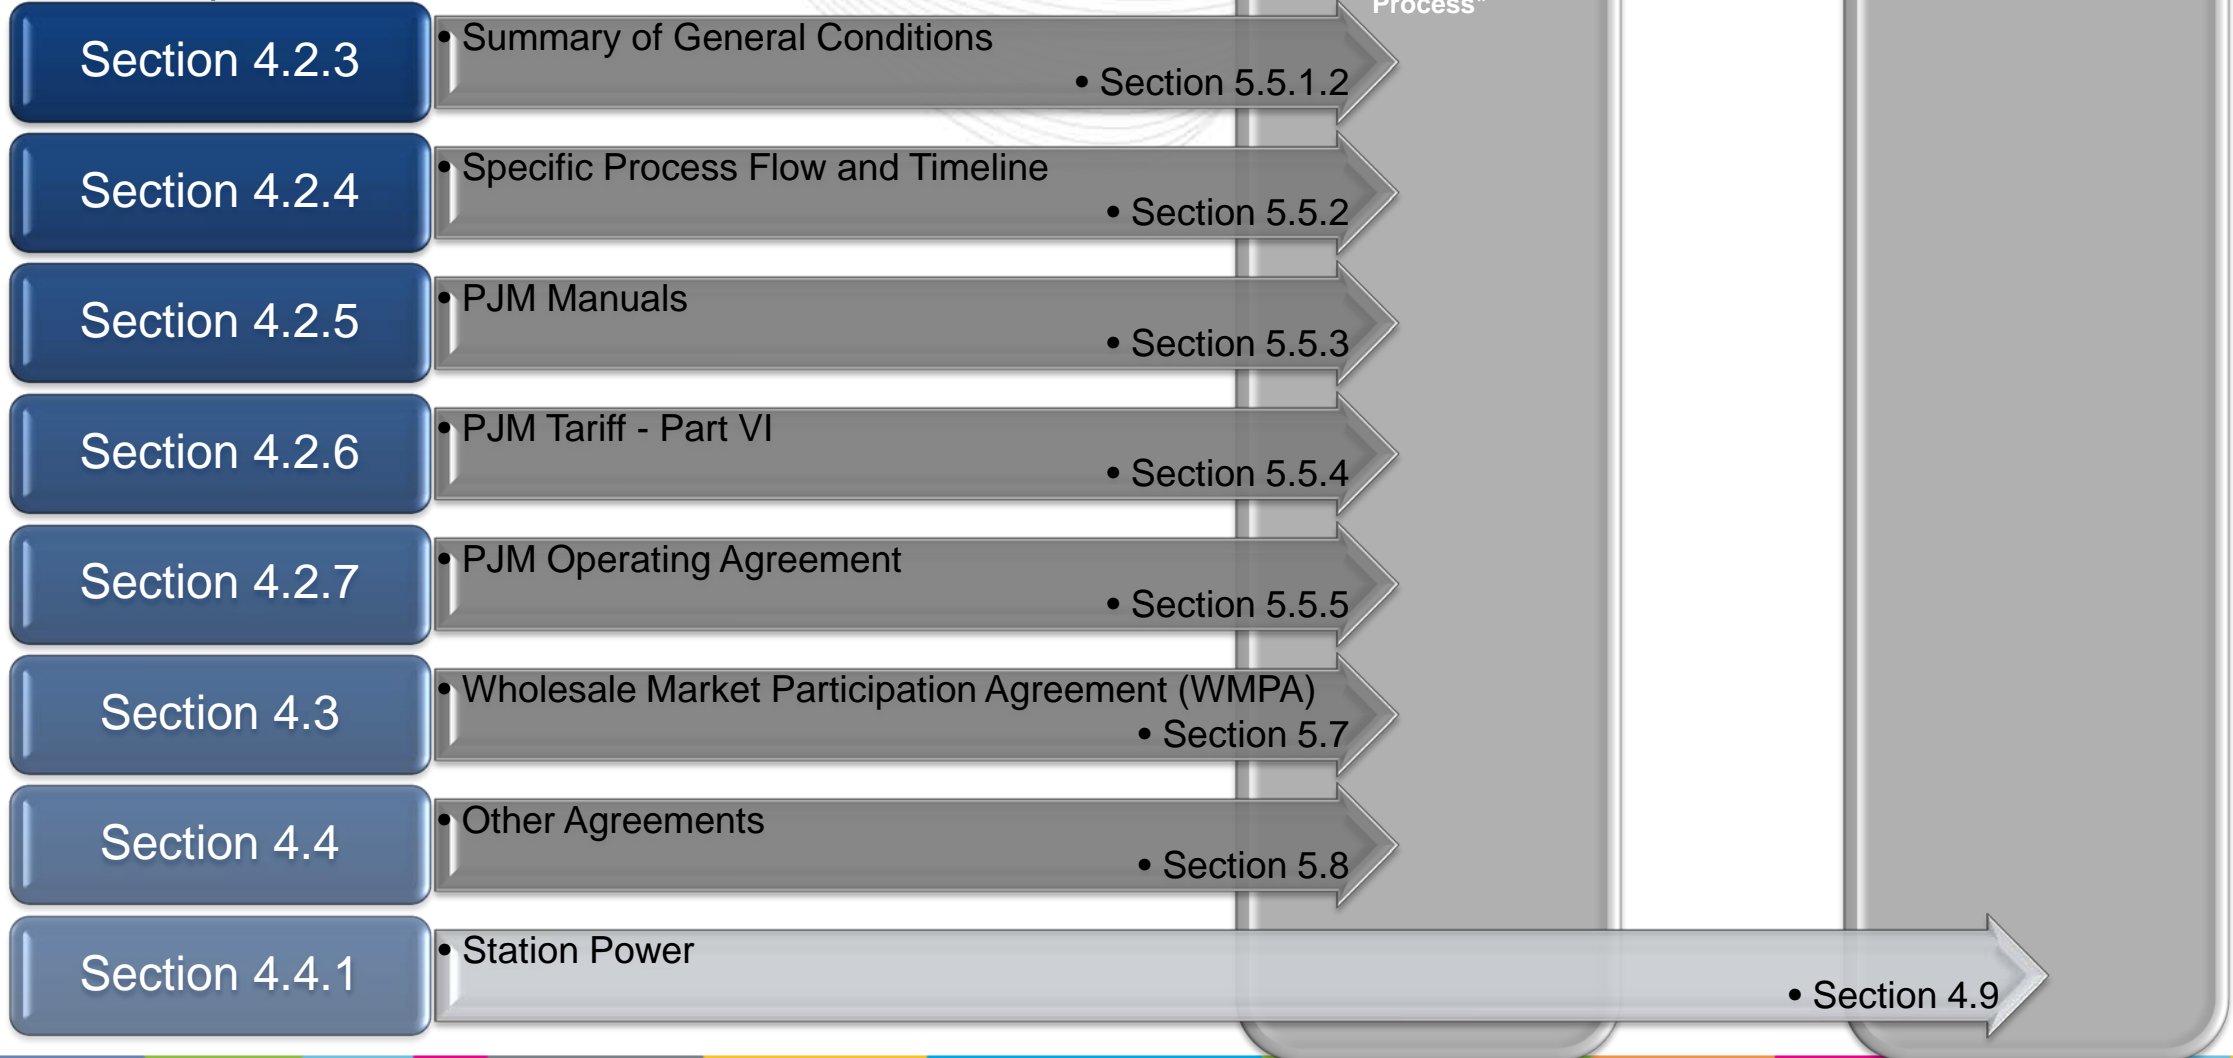 Process"
Section 4.2.3
• Summary of General Conditions
• Section 5.5.1.2
Section 4.2.4
• Specific Process Flow and Timeline
• Section 5.5.2
Section 4.2.5
• PJM Manuals
• Section 5.5.3
Section 4.2.6
• PJM Tariff - Part VI
• Section 5.5.4
Section 4.2.7
• PJM Operating Agreement
• Section 5.5.5
Section 4.3
• Wholesale Market Participation Agreement (WMPA)
• Section 5.7
Section 4.4
• Other Agreements
• Section 5.8
Section 4.4.1
• Station Power
• Section 4.9